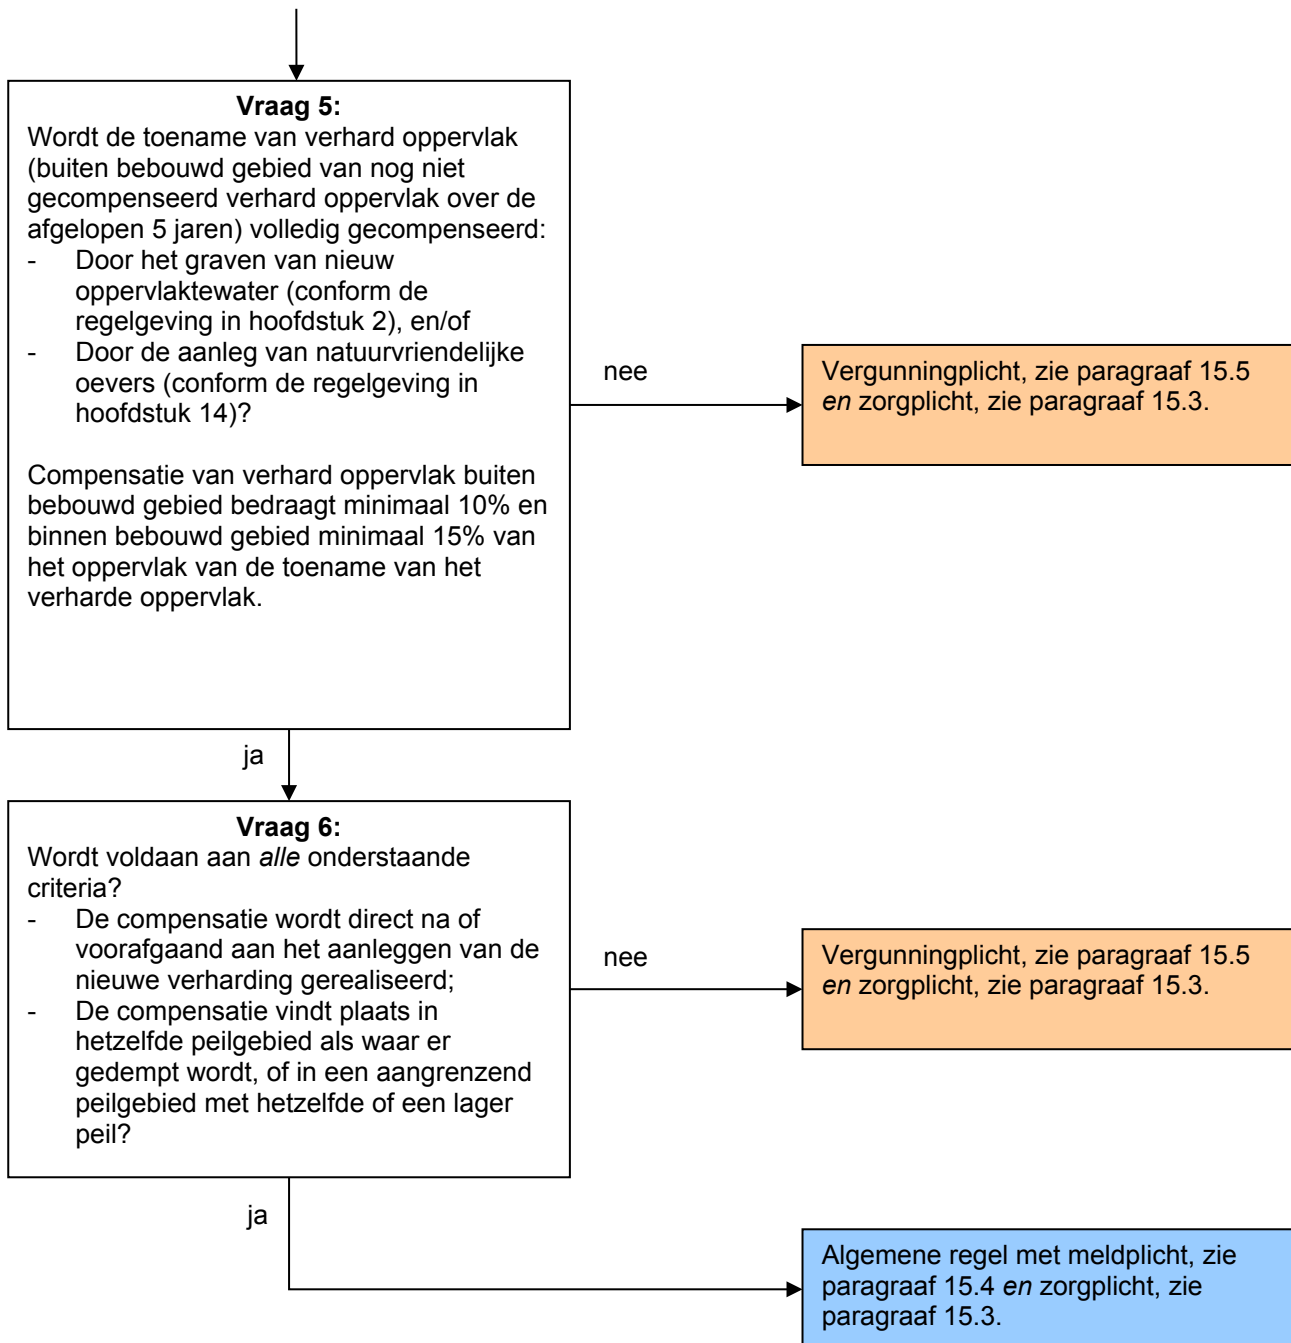 Vraag 5:
Wordt de toename van verhard oppervlak
(buiten bebouwd gebied van nog niet
gecompenseerd verhard oppervlak over de
afgelopen 5 jaren) volledig gecompenseerd:
- Door het graven van nieuw
oppervlaktewater (conform de
regelgeving in hoofdstuk 2), en/of
- Door de aanleg van natuurvriendelijke
oevers (conform de regelgeving in
hoofdstuk 14)?
Compensatie van verhard oppervlak buiten
bebouwd gebied bedraagt minimaal 10% en
binnen bebouwd gebied minimaal 15% van
het oppervlak van de toename van het
verharde oppervlak.
nee
Vergunningplicht, zie paragraaf 15.5
en zorgplicht, zie paragraaf 15.3.
ja
Vraag 6:
Wordt voldaan aan alle onderstaande
criteria?
- De compensatie wordt direct na of
voorafgaand aan het aanleggen van de
nieuwe verharding gerealiseerd;
- De compensatie vindt plaats in
hetzelfde peilgebied als waar er
gedempt wordt, of in een aangrenzend
peilgebied met hetzelfde of een lager
peil?
nee
Vergunningplicht, zie paragraaf 15.5
en zorgplicht, zie paragraaf 15.3.
ja
Algemene regel met meldplicht, zie
paragraaf 15.4 en zorgplicht, zie
paragraaf 15.3.